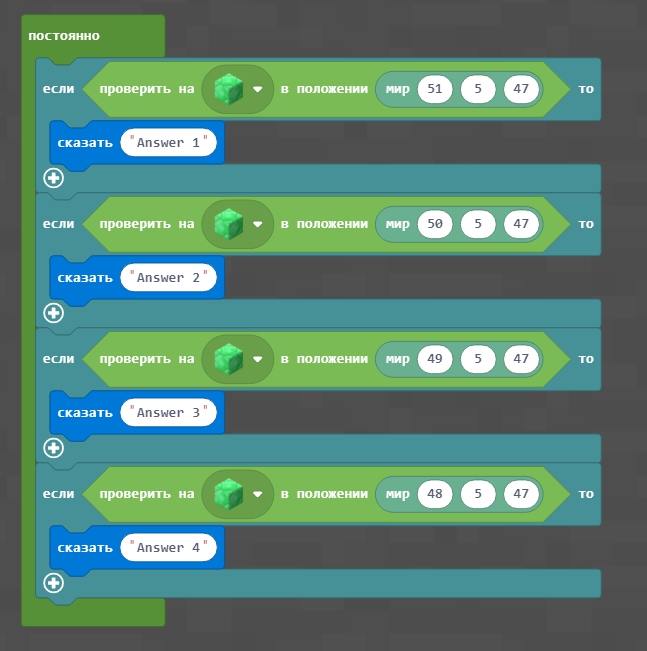 постоянно
если проверить на в положении мир 51 5 47 то
сказать "Answer 1"
если проверить на в положении мир 50 5 47 то
сказать "Answer 2"
если проверить на в положении мир 49 5 47 то
сказать "Answer 3"
если проверить на в положении мир 48 5 47 то
сказать "Answer 4"